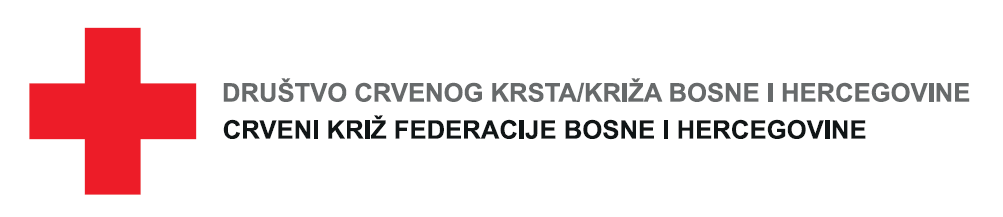 DRUŠTVO CRVENOG KRSTA/KRIŽA BOSNE I HERCEGOVINE
CRVENI KRIŽ FEDERACIJE BOSNE I HERCEGOVINE